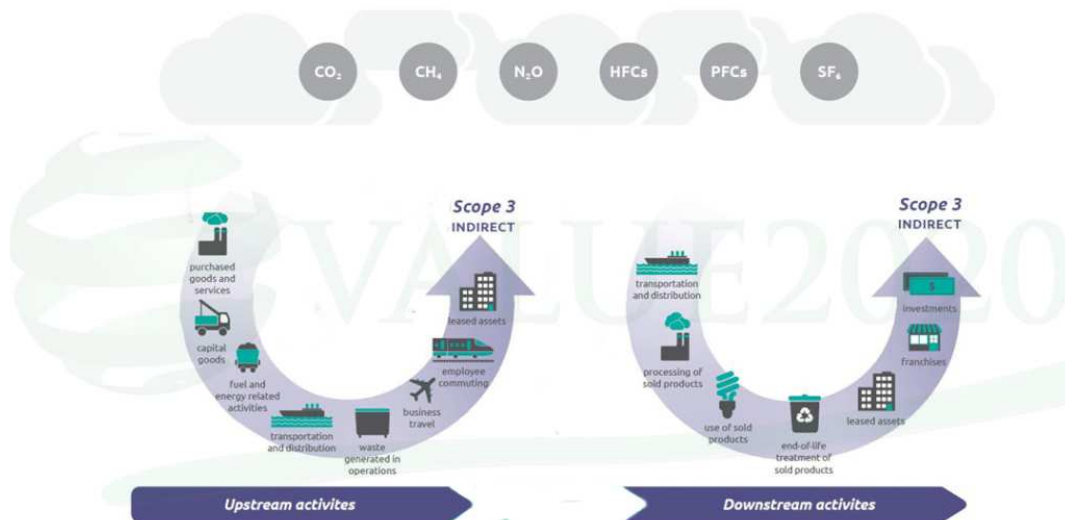 CO₂ CH₄ N₂O HFCs PFCs SF₆
VALUE2020
Scope 3
INDIRECT
purchased
goods and
services
capital
goods
fuel and
energy related
activities
transportation
and distribution
waste
generated in
operations
business
travel
employee
commuting
leased assets
Scope 3
INDIRECT
transportation
and distribution
processing of
sold products
use of sold
products
end-of-life
treatment of
sold products
leased assets
franchises
$
investments
Upstream activites
Downstream activites